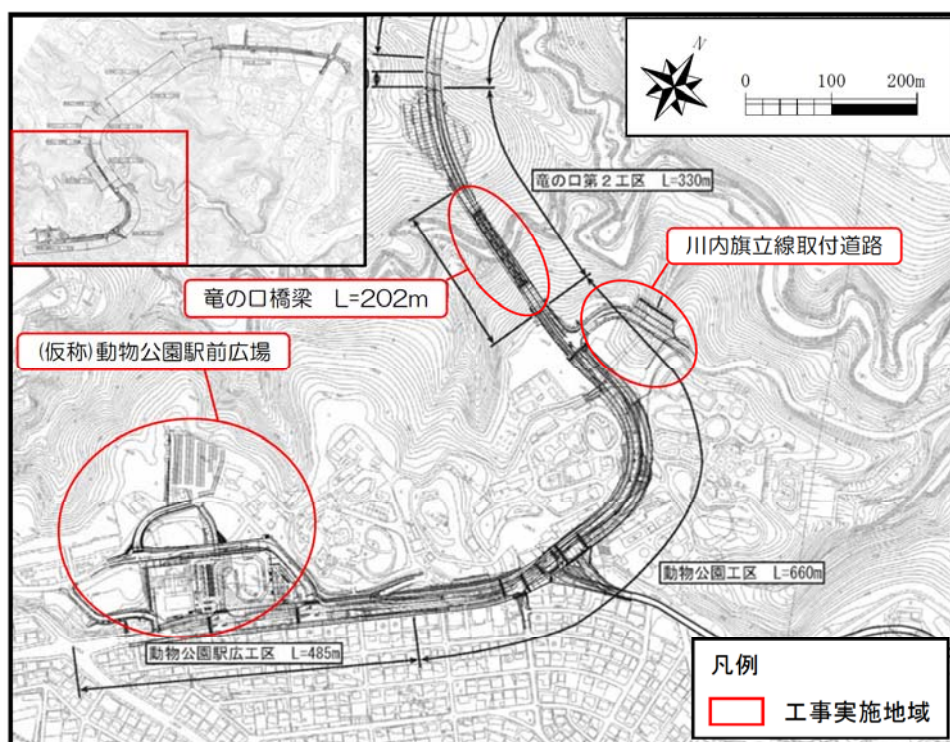 N
0 100 200m
竜の口第2工区 L=330m
川内旗立線取付道路
竜の口橋梁 L=202m
(仮称)動物公園駅前広場
動物公園工区 L=660m
動物公園駅広工区 L=485m
凡例
工事実施地域